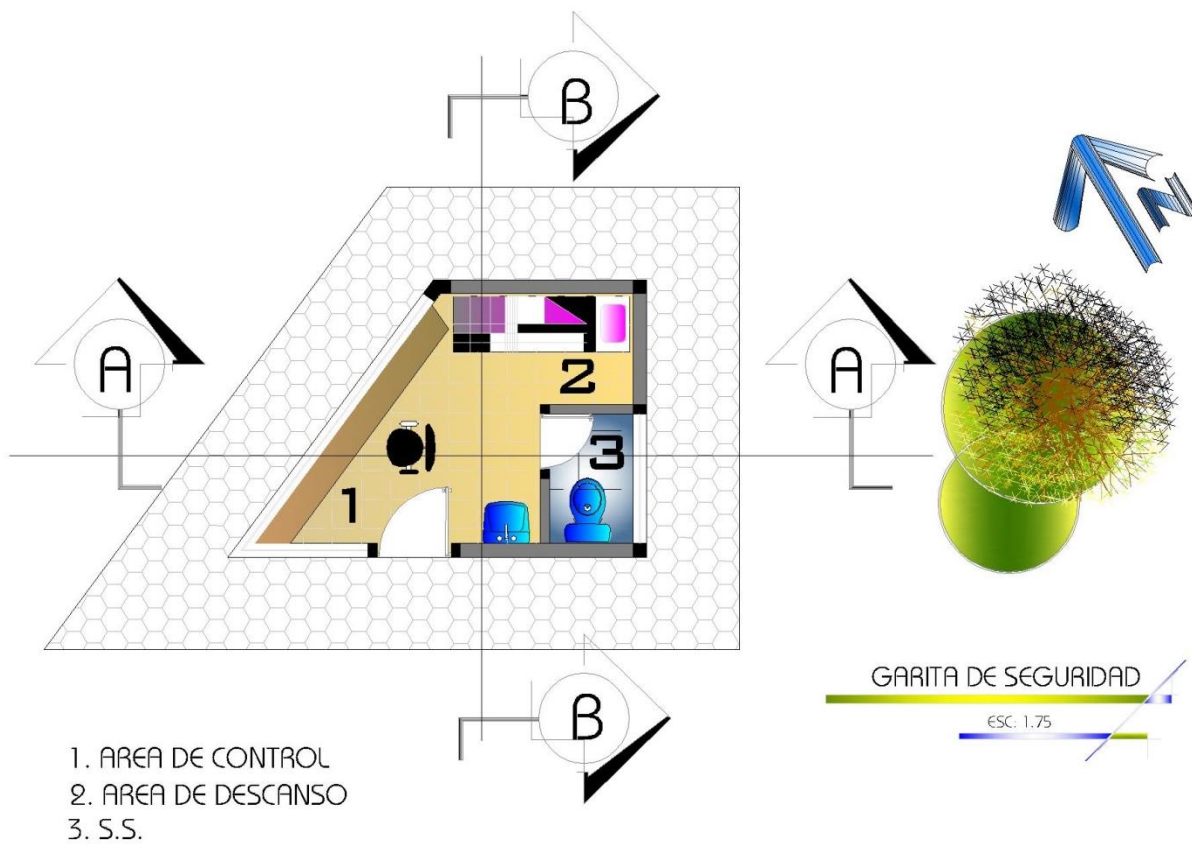 B
N
A
A
2
3
1
GARITA DE SEGURIDAD
ESC: 1.75
B
1. AREA DE CONTROL
2. AREA DE DESCANSO
3. S.S.